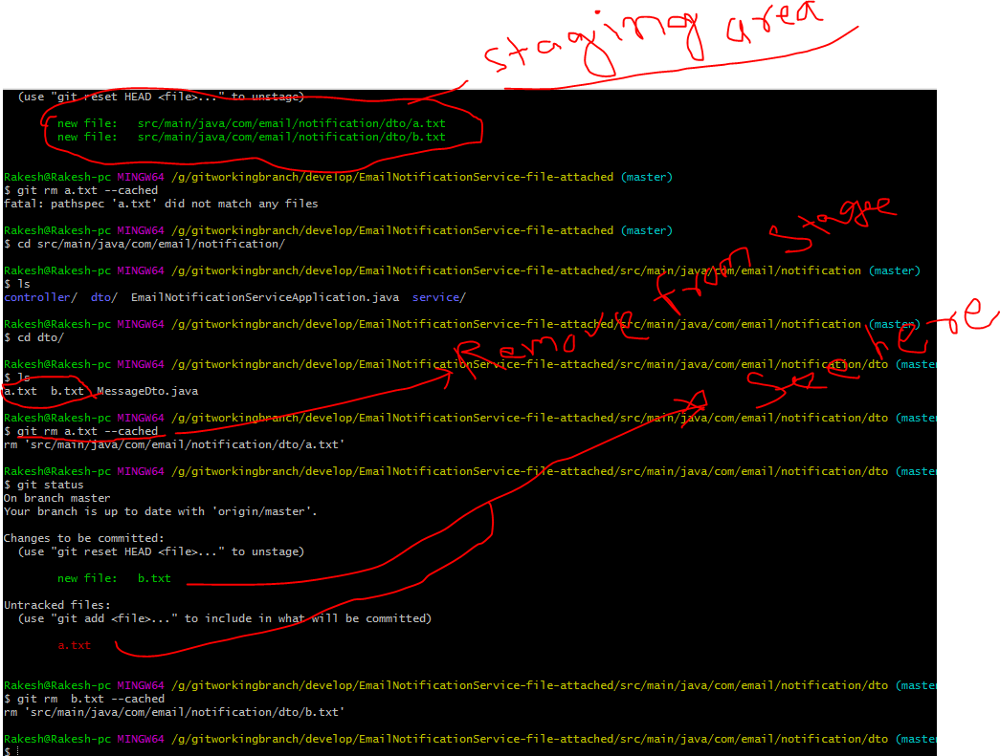 staging area
(use "git reset HEAD <file>..." to unstage)
new file:   src/main/java/com/email/notification/dto/a.txt
new file:   src/main/java/com/email/notification/dto/b.txt
Rakesh@Rakesh-pc MINGW64 /g/gitworkingbranch/develop/EmailNotificationService-file-attached (master)
$ git rm a.txt --cached
fatal: pathspec 'a.txt' did not match any files
Rakesh@Rakesh-pc MINGW64 /g/gitworkingbranch/develop/EmailNotificationService-file-attached (master)
$ cd src/main/java/com/email/notification/
Rakesh@Rakesh-pc MINGW64 /g/gitworkingbranch/develop/EmailNotificationService-file-attached/src/main/java/com/email/notification (master)
$ ls
controller/  dto/  EmailNotificationServiceApplication.java  service/
Rakesh@Rakesh-pc MINGW64 /g/gitworkingbranch/develop/EmailNotificationService-file-attached/src/main/java/com/email/notification (master)
$ cd dto/
Remove from Stagee
Rakesh@Rakesh-pc MINGW64 /g/gitworkingbranch/develop/EmailNotificationService-file-attached/src/main/java/com/email/notification/dto (master
$ ls
a.txt  b.txt  MessageDto.java
See here
Rakesh@Rakesh-pc MINGW64 /g/gitworkingbranch/develop/EmailNotificationService-file-attached/src/main/java/com/email/notification/dto (master
$ git rm a.txt --cached
rm 'src/main/java/com/email/notification/dto/a.txt'
Rakesh@Rakesh-pc MINGW64 /g/gitworkingbranch/develop/EmailNotificationService-file-attached/src/main/java/com/email/notification/dto (master
$ git status
On branch master
Your branch is up to date with 'origin/master'.
Changes to be committed:
(use "git reset HEAD <file>..." to unstage)
new file:   b.txt
Untracked files:
(use "git add <file>..." to include in what will be committed)
a.txt
Rakesh@Rakesh-pc MINGW64 /g/gitworkingbranch/develop/EmailNotificationService-file-attached/src/main/java/com/email/notification/dto (master
$ git rm  b.txt --cached
rm 'src/main/java/com/email/notification/dto/b.txt'
Rakesh@Rakesh-pc MINGW64 /g/gitworkingbranch/develop/EmailNotificationService-file-attached/src/main/java/com/email/notification/dto (master
$